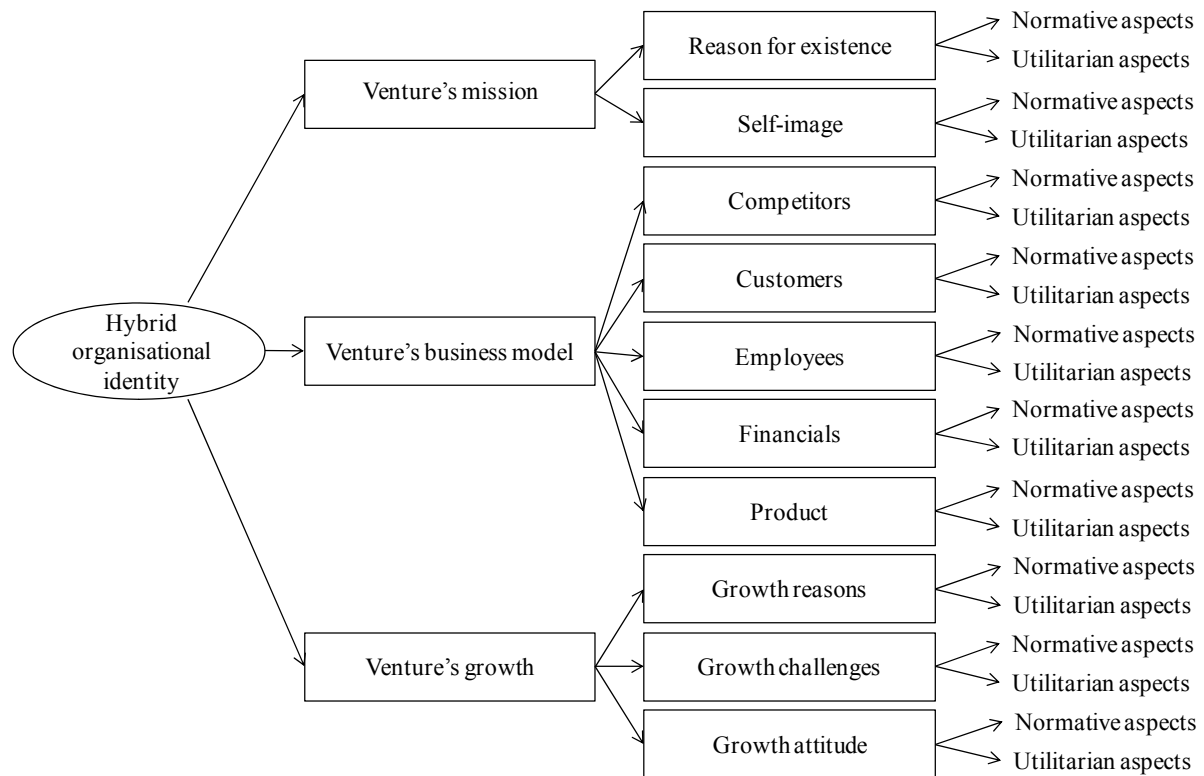 Hybrid
organisational
identity
Venture's mission
Venture's business model
Venture's growth
Reason for existence
Self-image
Competitors
Customers
Employees
Financials
Product
Growth reasons
Growth challenges
Growth attitude
Normative aspects
Utilitarian aspects
Normative aspects
Utilitarian aspects
Normative aspects
Utilitarian aspects
Normative aspects
Utilitarian aspects
Normative aspects
Utilitarian aspects
Normative aspects
Utilitarian aspects
Normative aspects
Utilitarian aspects
Normative aspects
Utilitarian aspects
Normative aspects
Utilitarian aspects
Normative aspects
Utilitarian aspects